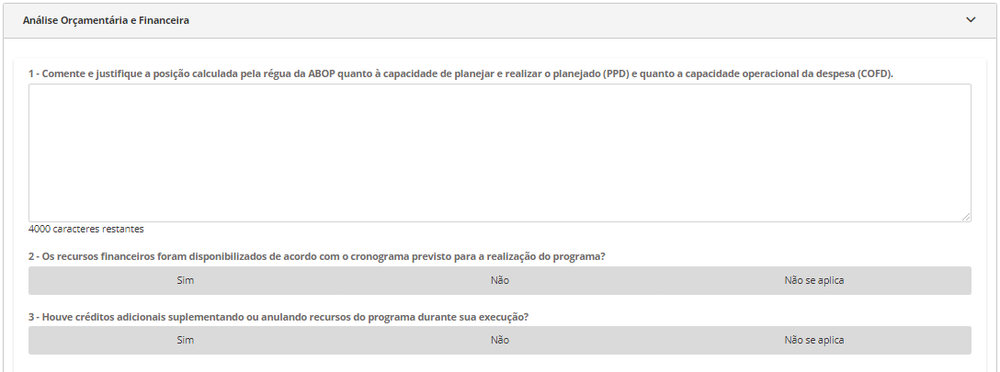 Análise Orçamentária e Financeira
1 - Comente e justifique a posição calculada pela régua da ABOP quanto à capacidade de planejar e realizar o planejado (PPD) e quanto a capacidade operacional da despesa (COFD).
4000 caracteres restantes
2 - Os recursos financeiros foram disponibilizados de acordo com o cronograma previsto para a realização do programa?
Sim Não Não se aplica
3 - Houve créditos adicionais suplementando ou anulando recursos do programa durante sua execução?
Sim Não Não se aplica